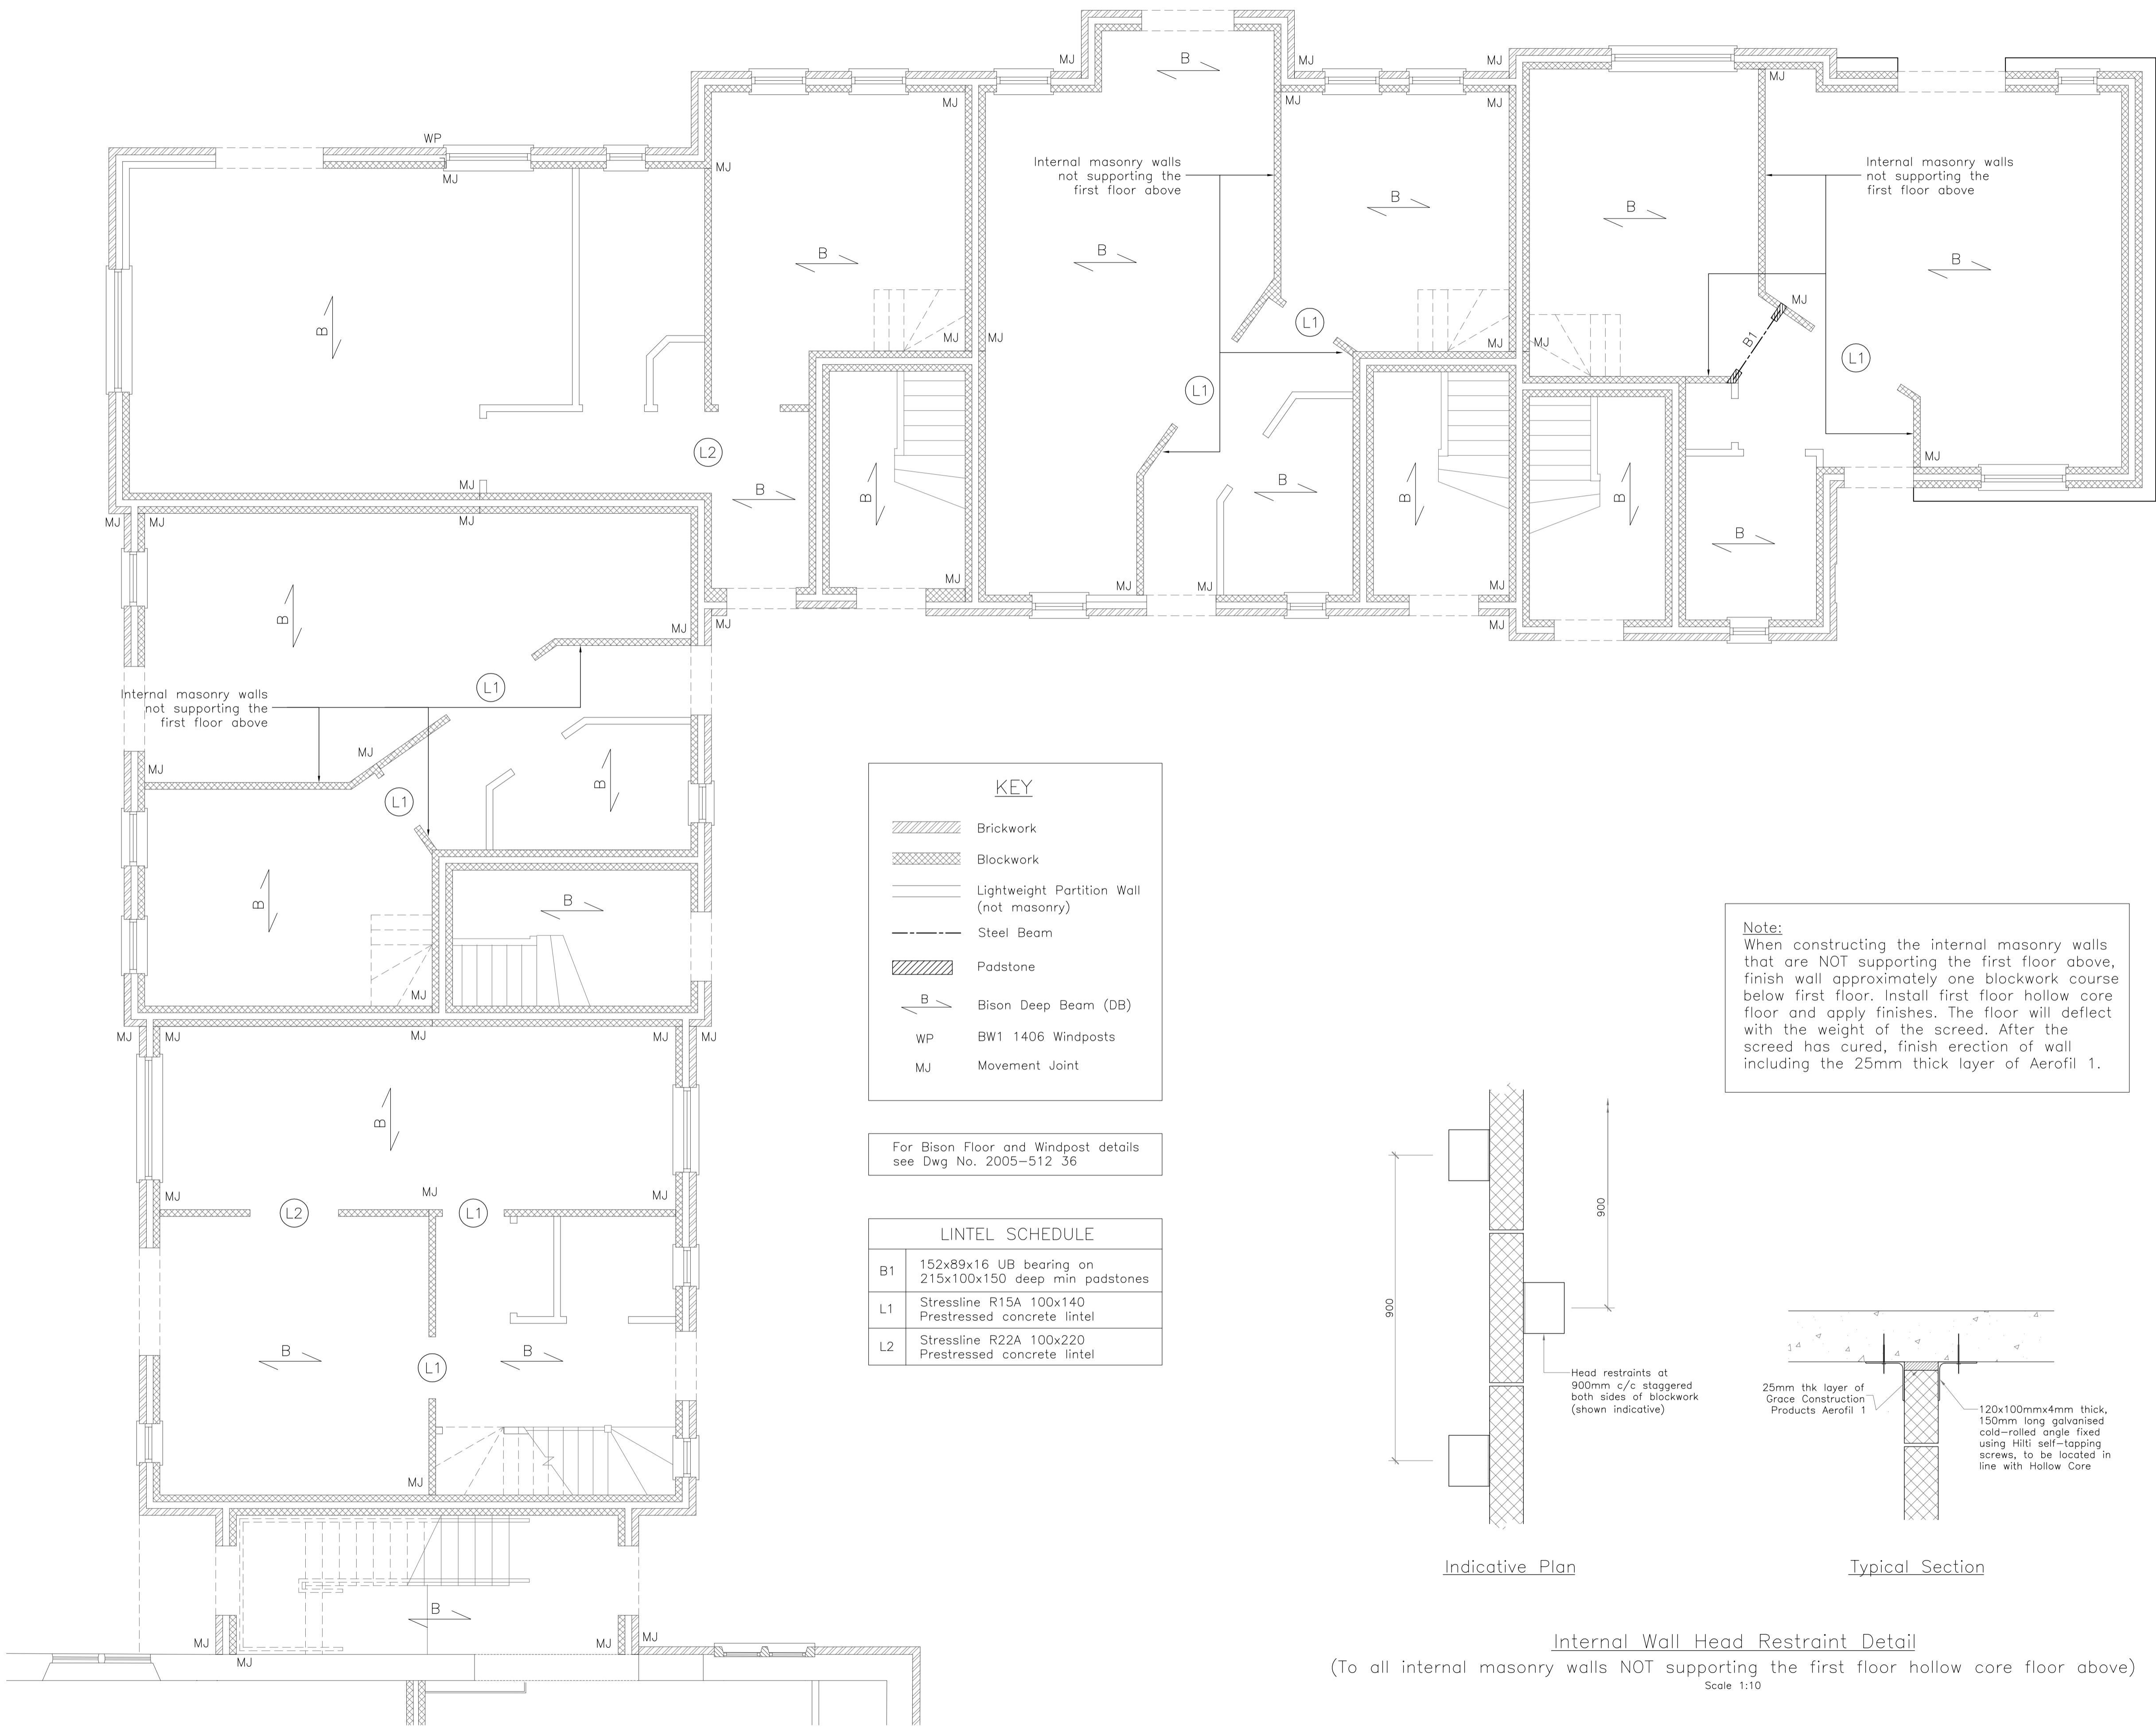 MJ
B
MJ
MJ
MJ
MJ
MJ
MJ
MJ
WP
MJ
MJ
Internal masonry walls
not supporting the
first floor above
Internal masonry walls
not supporting the
first floor above
B
B
B
B
B
B
MJ
L1
MJ
MJ
MJ
MJ
B1
L1
L1
L2
MJ
MJ
B
B
B
B
B
B
MJ
MJ
MJ
MJ
MJ
MJ
MJ
MJ
MJ
MJ
B
L1
Internal masonry walls
not supporting the
first floor above
MJ
MJ
B
L1
B
B
MJ
MJ
MJ
MJ
MJ
MJ
B
MJ
MJ
MJ
L2
L1
B
L1
B
MJ
B
MJ
MJ
MJ
MJ
KEY
Brickwork
Blockwork
Lightweight Partition Wall
(not masonry)
Steel Beam
Padstone
B
Bison Deep Beam (DB)
WP
BW1 1406 Windposts
MJ
Movement Joint
For Bison Floor and Windpost details
see Dwg No. 2005-512 36
LINTEL SCHEDULE
B1
152x89x16 UB bearing on
215x100x150 deep min padstones
L1
Stressline R15A 100x140
Prestressed concrete lintel
L2
Stressline R22A 100x220
Prestressed concrete lintel
Note:
When constructing the internal masonry walls
that are NOT supporting the first floor above,
finish wall approximately one blockwork course
below first floor. Install first floor hollow core
floor and apply finishes. The floor will deflect
with the weight of the screed. After the
screed has cured, finish erection of wall
including the 25mm thick layer of Aerofil 1.
900
900
Head restraints at
900mm c/c staggered
both sides of blockwork
(shown indicative)
25mm thk layer of
Grace Construction
Products Aerofil 1
120x100mmx4mm thick,
150mm long galvanised
cold-rolled angle fixed
using Hilti self-tapping
screws, to be located in
line with Hollow Core
Indicative Plan
Typical Section
Internal Wall Head Restraint Detail
(To all internal masonry walls NOT supporting the first floor hollow core floor above)
Scale 1:10